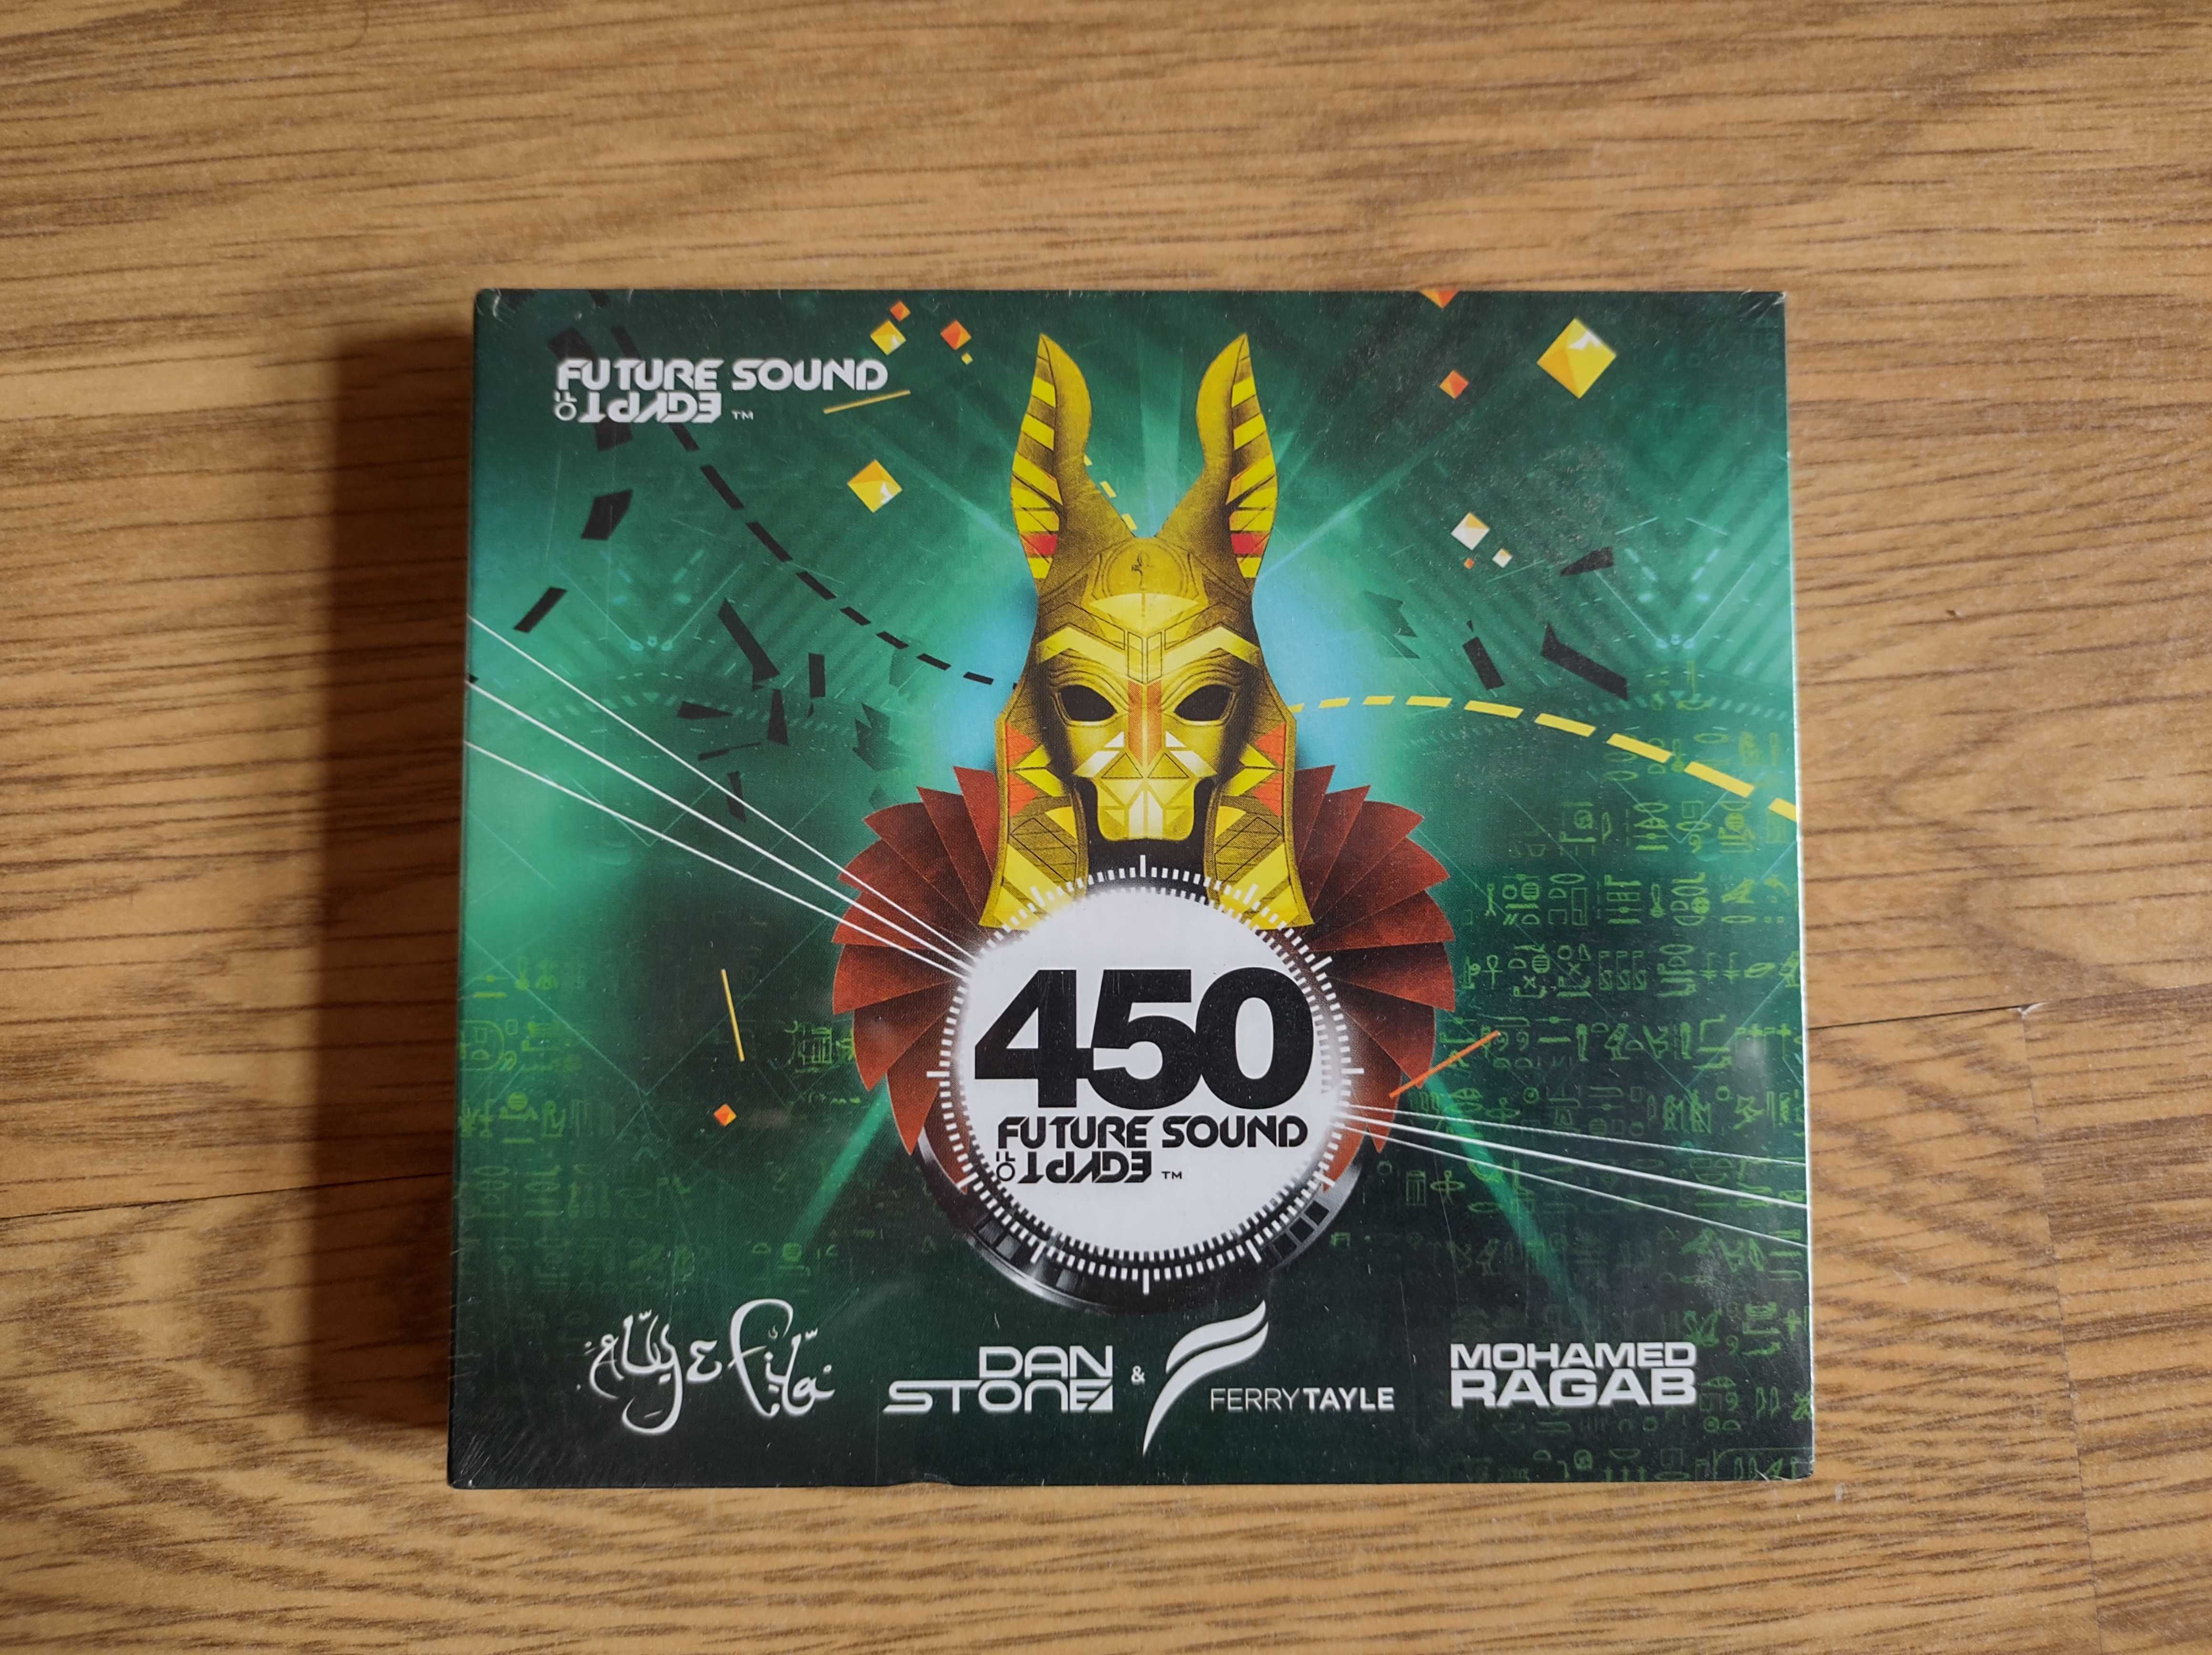 FUTURE SOUND
OF EGYPT ™
450
FUTURE SOUND
OF EGYPT ™
Aly & Fila
DAN STONE & FERRY TAYLE
MOHAMED RAGAB